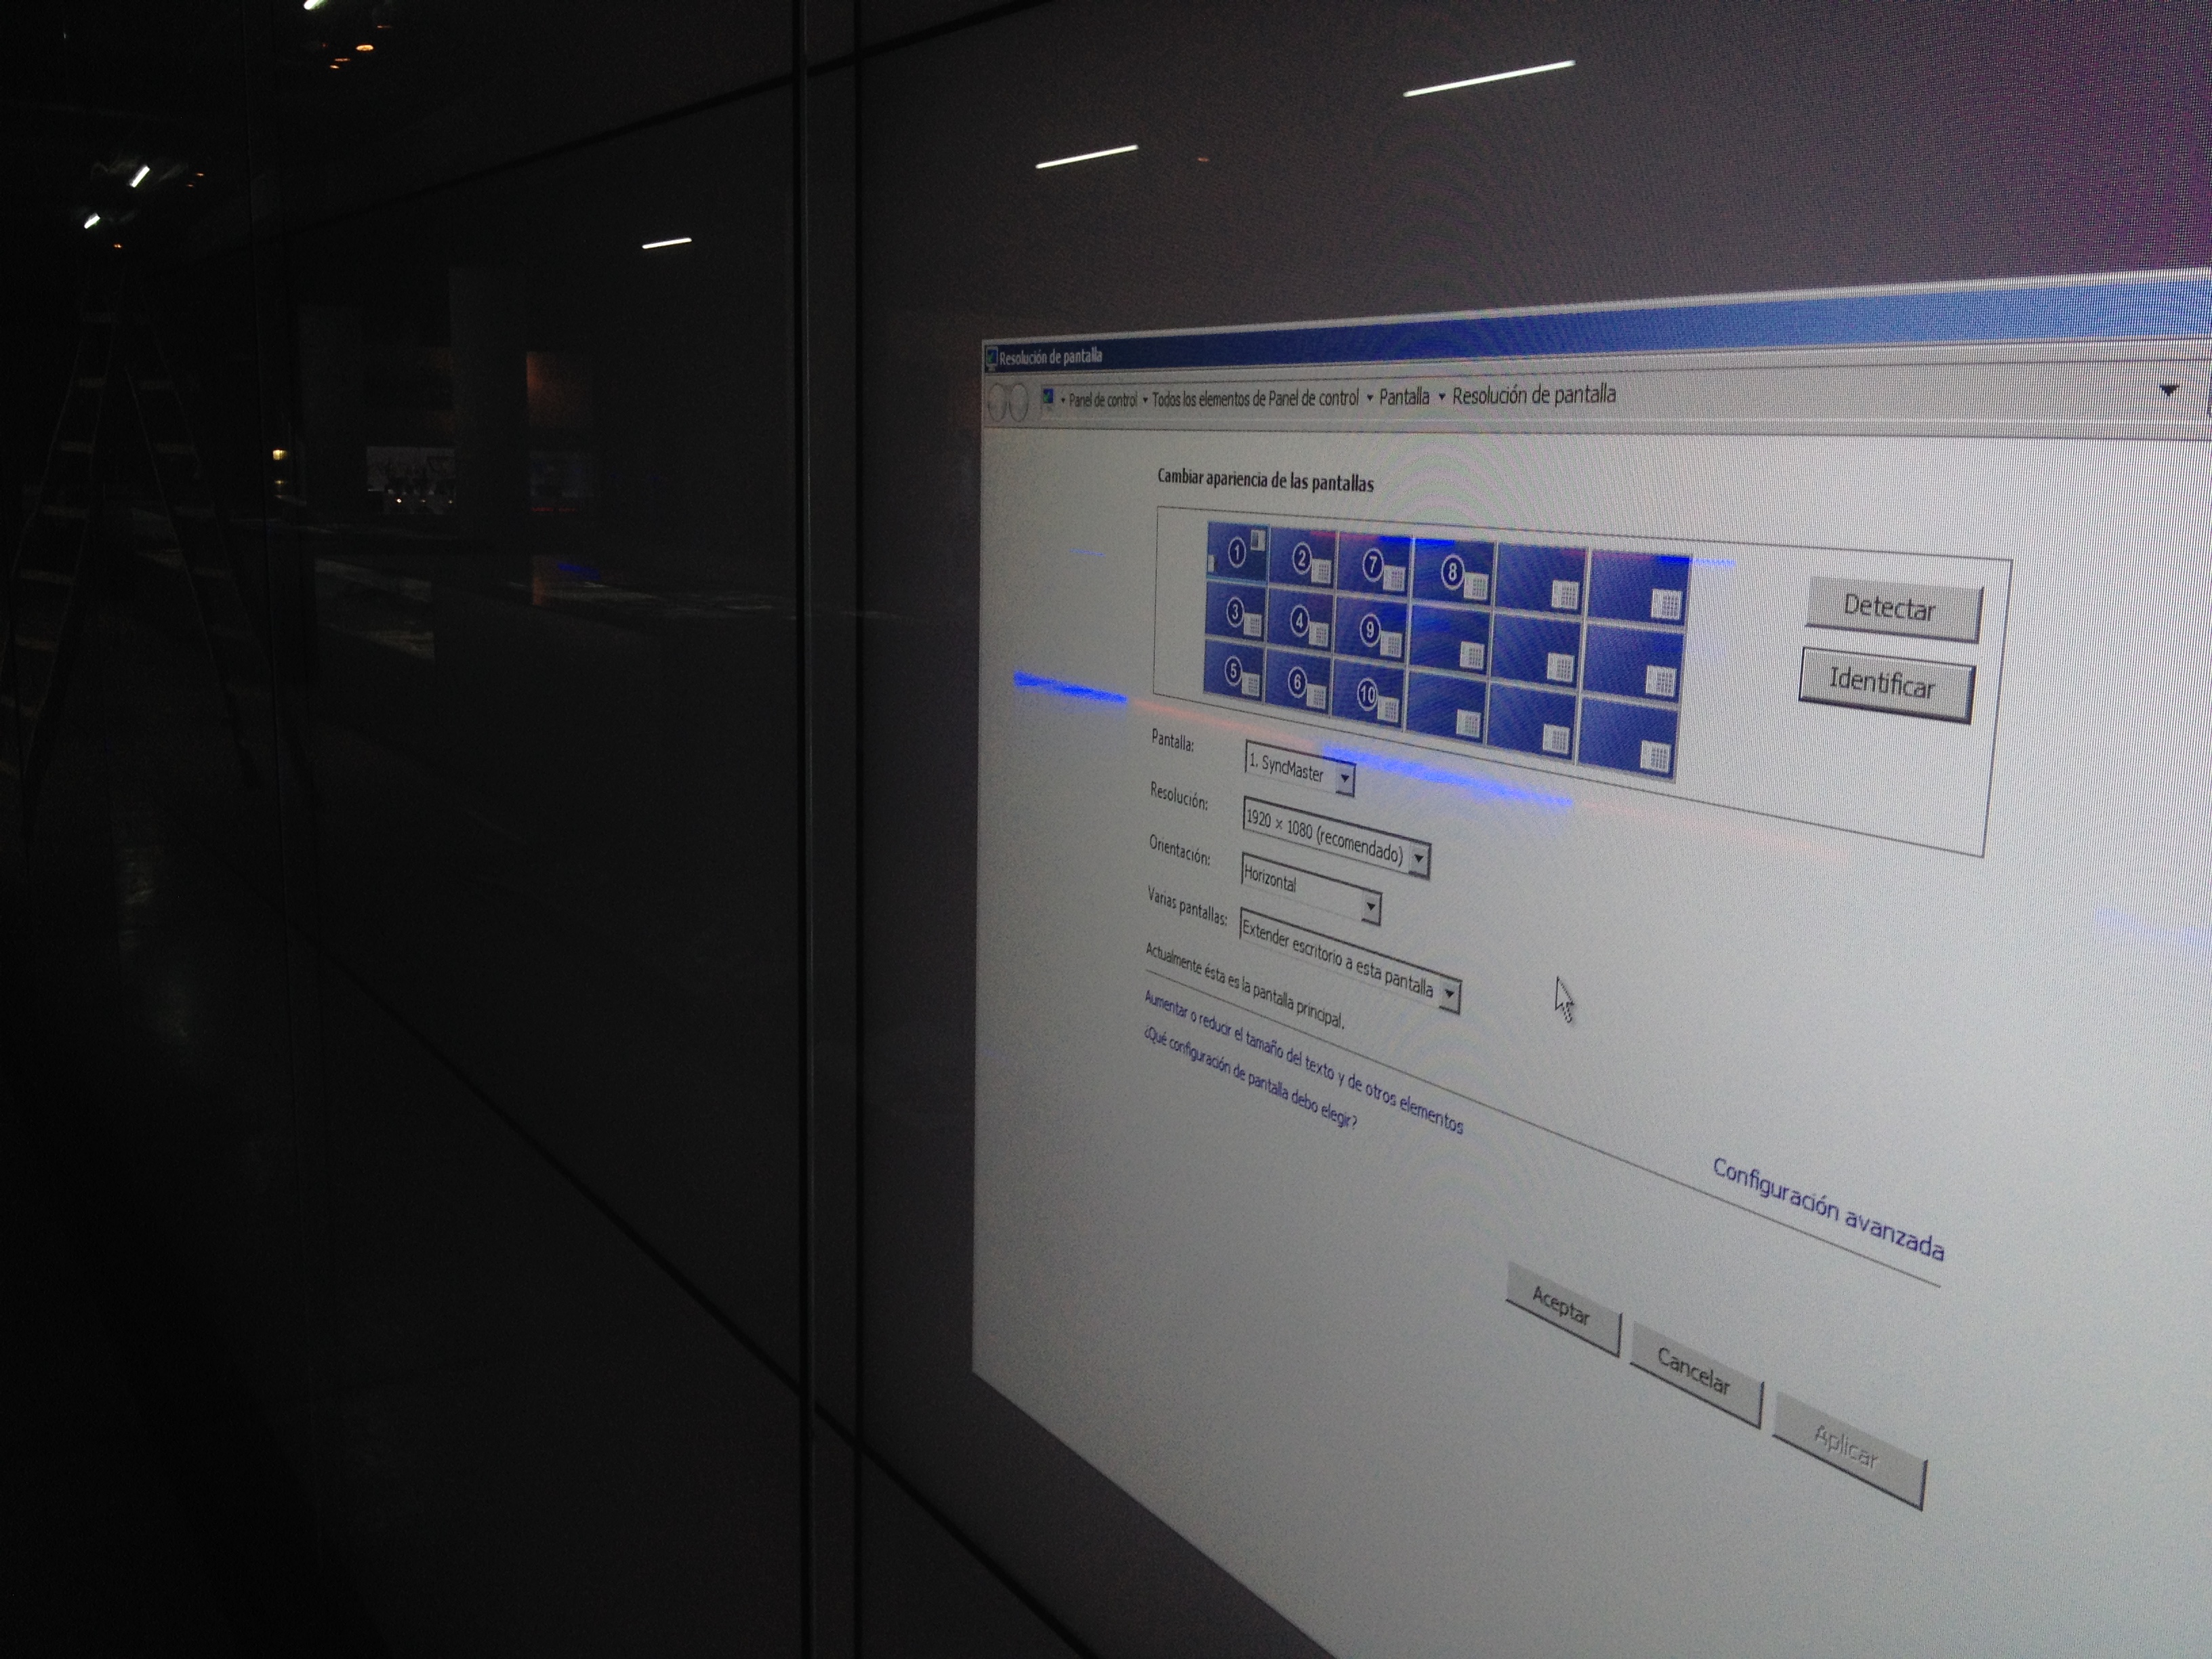 Resolución de pantalla
Panel de control Todos los elementos de Panel de control Pantalla Resolución de pantalla
Cambiar apariencia de las pantallas
1 2 7 8
3 4 9
5 6 10
Detectar
Identificar
Pantalla: 1. SyncMaster
Resolución: 1920 × 1080 (recomendado)
Orientación: Horizontal
Varias pantallas: Extender escritorio a esta pantalla
Actualmente ésta es la pantalla principal.
Configuración avanzada
Aumentar o reducir el tamaño del texto y de otros elementos
¿Qué configuración de pantalla debo elegir?
Aceptar Cancelar Aplicar